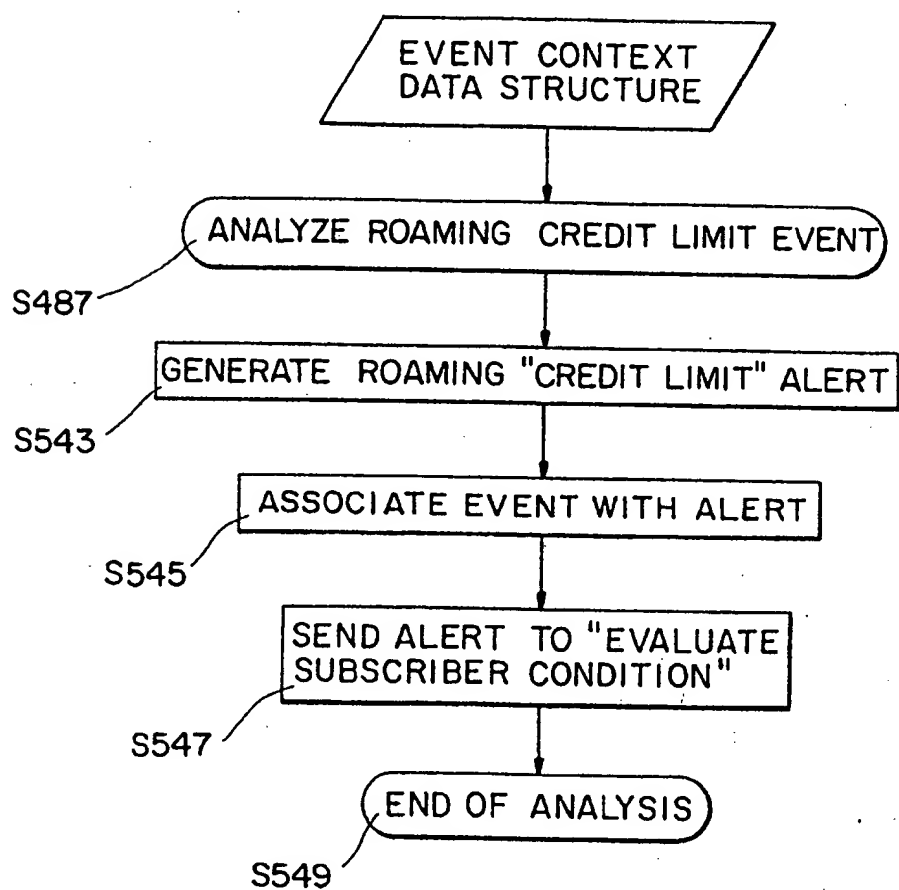 EVENT CONTEXT
DATA STRUCTURE
ANALYZE ROAMING CREDIT LIMIT EVENT
S487
GENERATE ROAMING "CREDIT LIMIT" ALERT
S543
ASSOCIATE EVENT WITH ALERT
S545
SEND ALERT TO "EVALUATE
SUBSCRIBER CONDITION"
S547
END OF ANALYSIS
S549